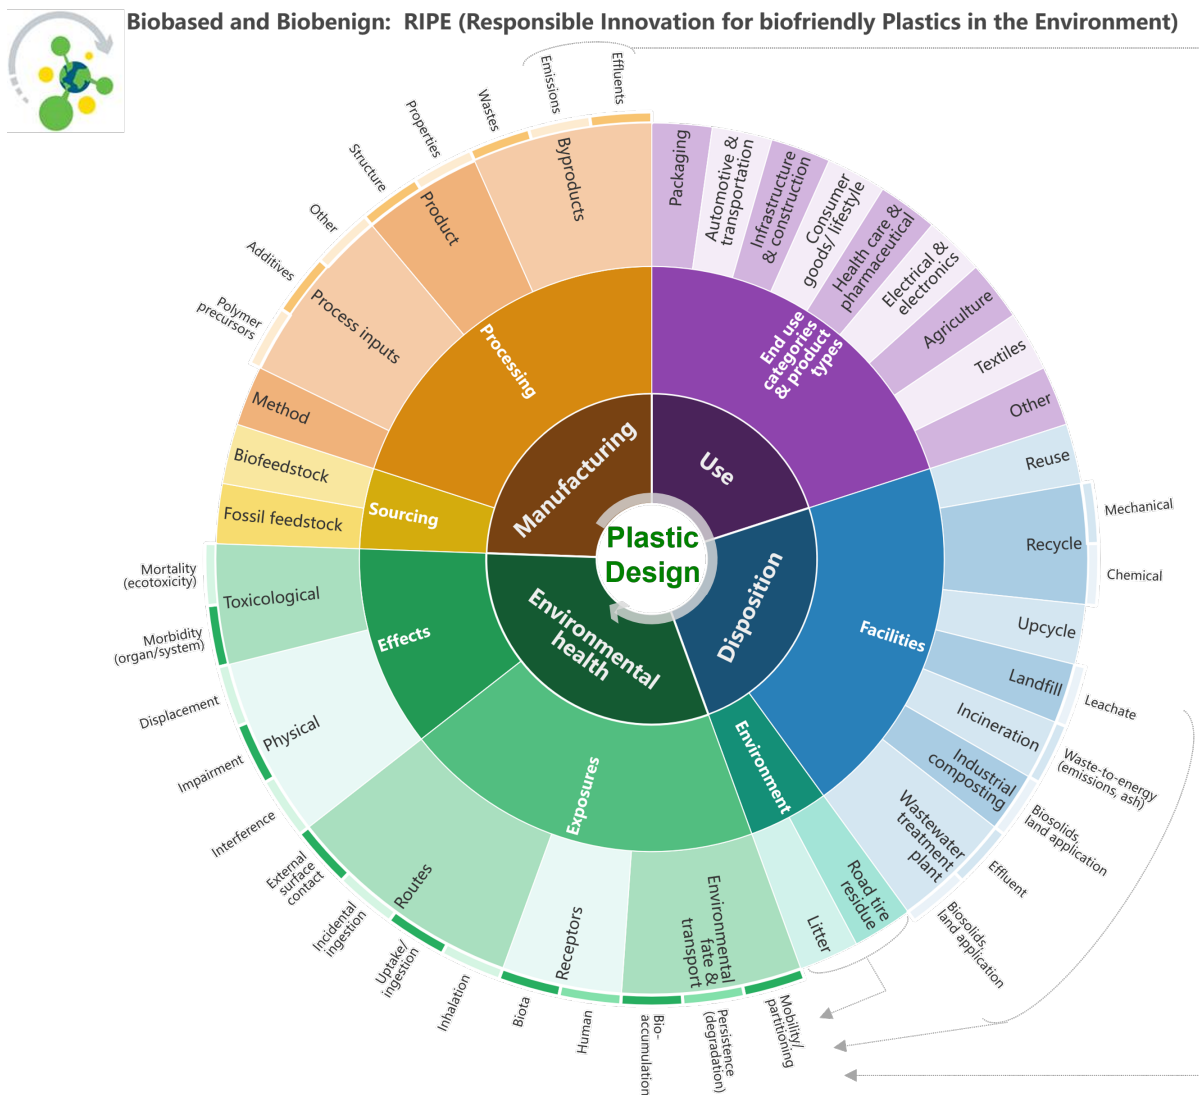 Biobased and Biobenign:  RIPE (Responsible Innovation for biofriendly Plastics in the Environment)
Plastic
Design
Use
End use
categories
& product
types
Packaging
Automotive &
transportation
Infrastructure
& construction
Consumer
goods/ lifestyle
Health care &
pharmaceutical
Electrical &
electronics
Agriculture
Textiles
Other
Disposition
Facilities
Reuse
Recycle
Mechanical
Chemical
Upcycle
Landfill
Leachate
Incineration
Waste-to-energy
(emissions, ash)
Industrial
composting
Biosolids,
land application
Wastewater
treatment
plant
Effluent
Biosolids,
land application
Environment
Road tire
residue
Litter
Environmental
health
Exposures
Environmental
fate &
transport
Mobility/
partitioning
Persistence
(degradation)
Bio-
accumulation
Receptors
Human
Biota
Routes
Inhalation
Uptake/
ingestion
Incidental
ingestion
External
surface
contact
Effects
Physical
Interference
Impairment
Displacement
Toxicological
Morbidity
(organ/system)
Mortality
(ecotoxicity)
Manufacturing
Sourcing
Fossil feedstock
Biofeedstock
Processing
Method
Process inputs
Polymer
precursors
Additives
Other
Product
Structure
Properties
Byproducts
Wastes
Emissions
Effluents